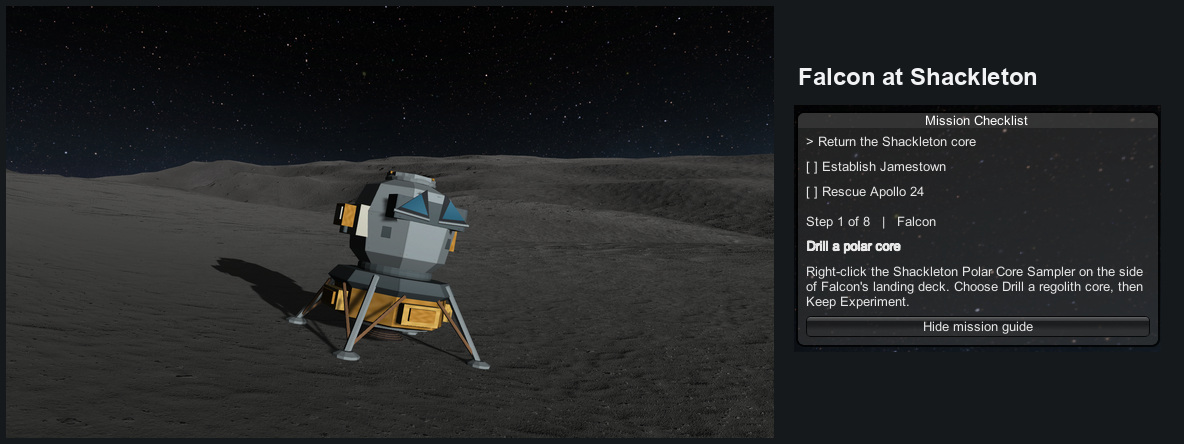 Falcon at Shackleton
Mission Checklist
> Return the Shackleton core
[ ] Establish Jamestown
[ ] Rescue Apollo 24
Step 1 of 8 | Falcon
Drill a polar core
Right-click the Shackleton Polar Core Sampler on the side
of Falcon's landing deck. Choose Drill a regolith core, then
Keep Experiment.
Hide mission guide